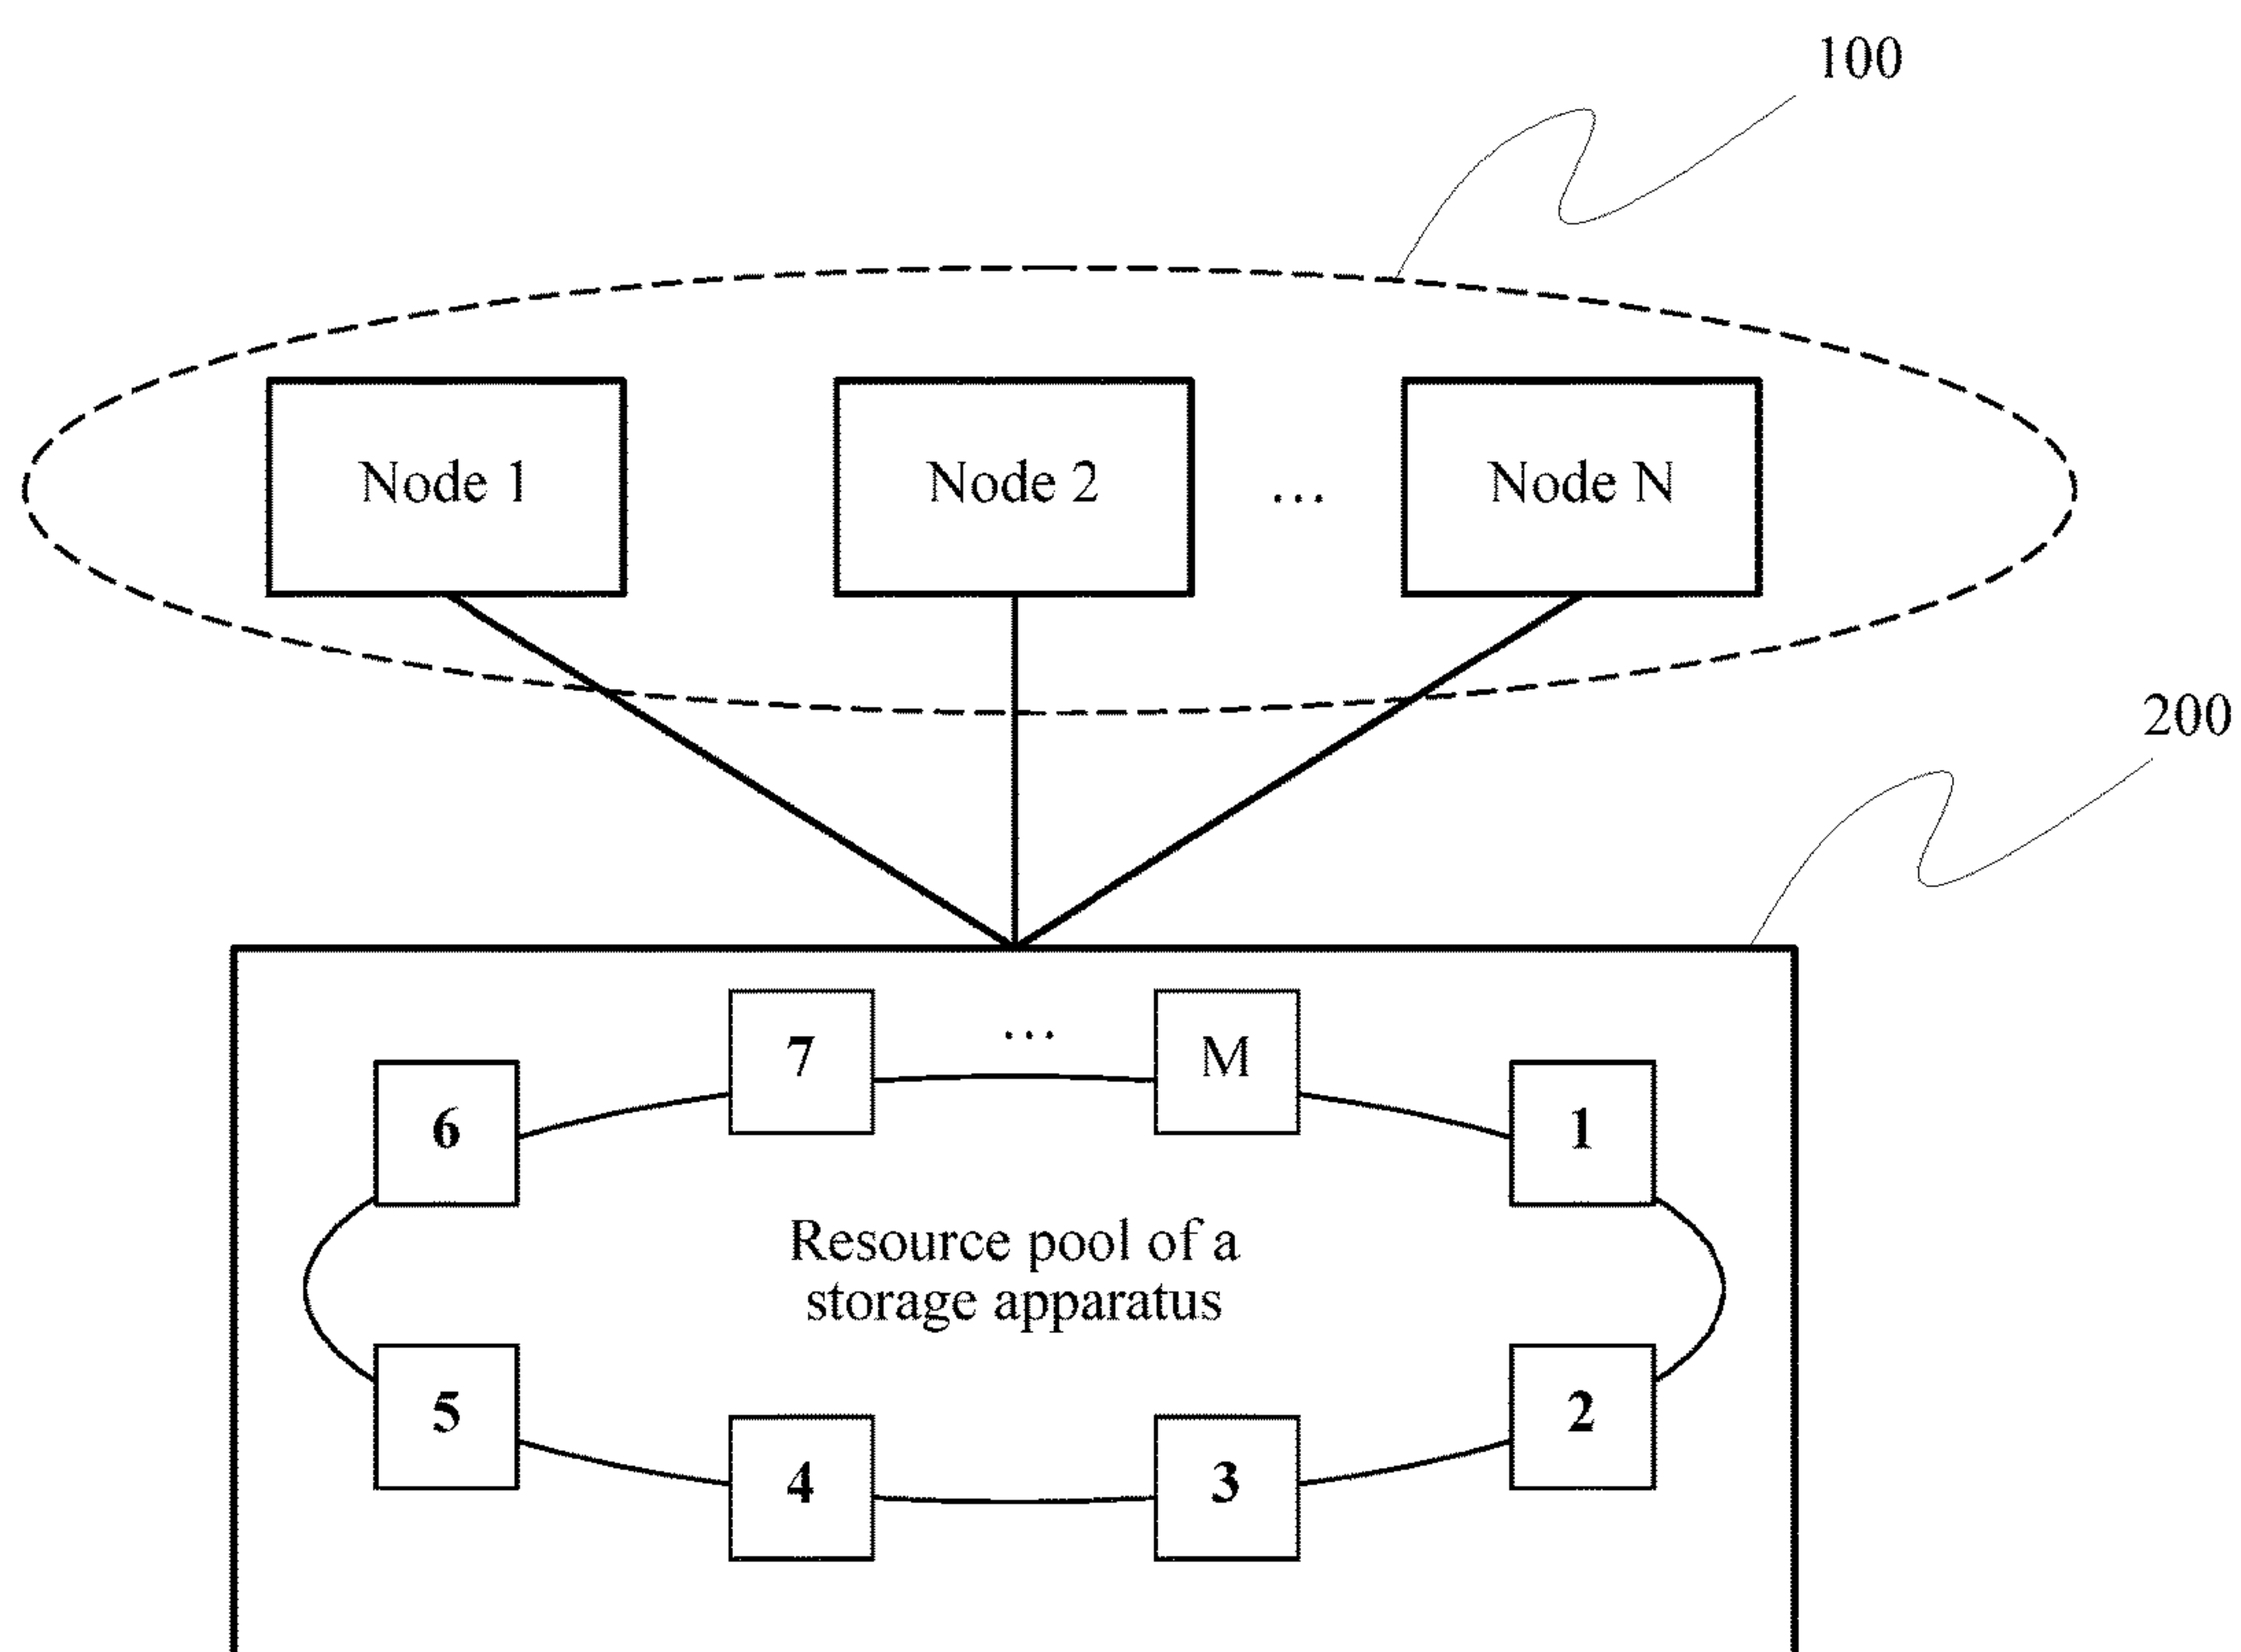 100
Node 1
Node 2
...
Node N
200
7
...
M
6
1
Resource pool of a
storage apparatus
5
2
4
3